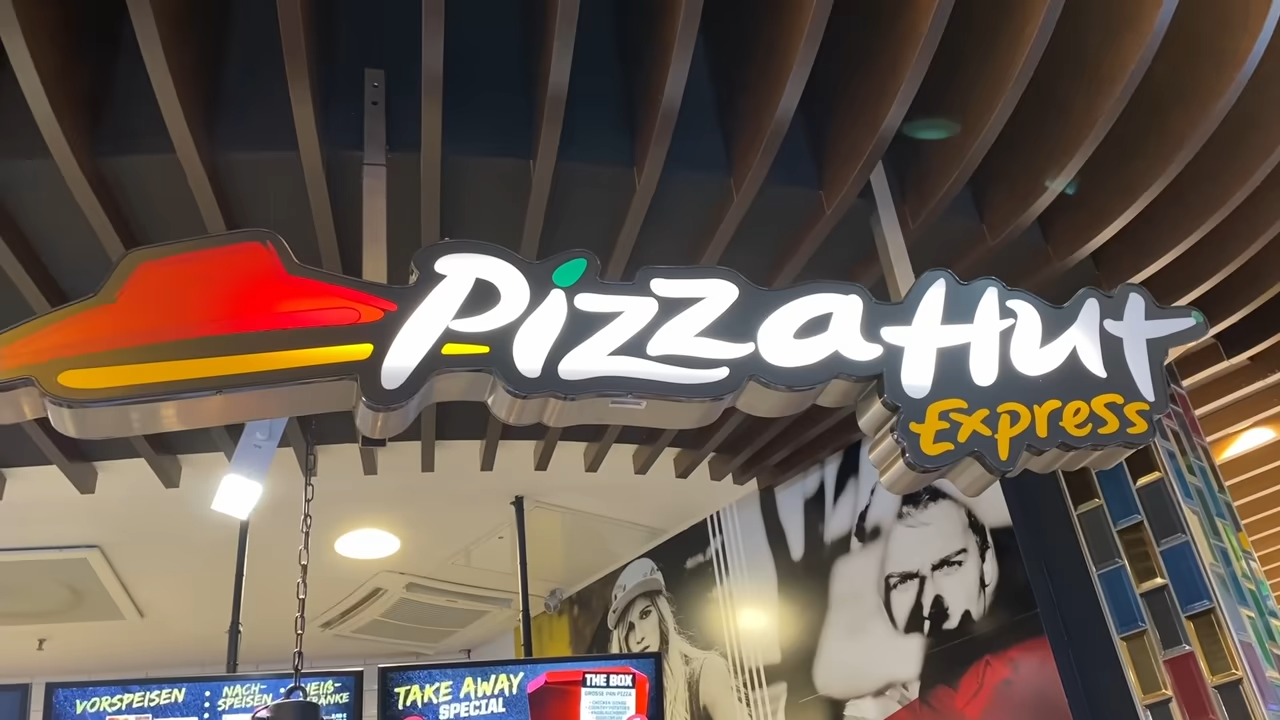 Pizza Hut
Express
VORSPEISEN
NACH-
SPEISEN
TAKE AWAY
SPECIAL
THE BOX
GROSSE PAN PIZZA